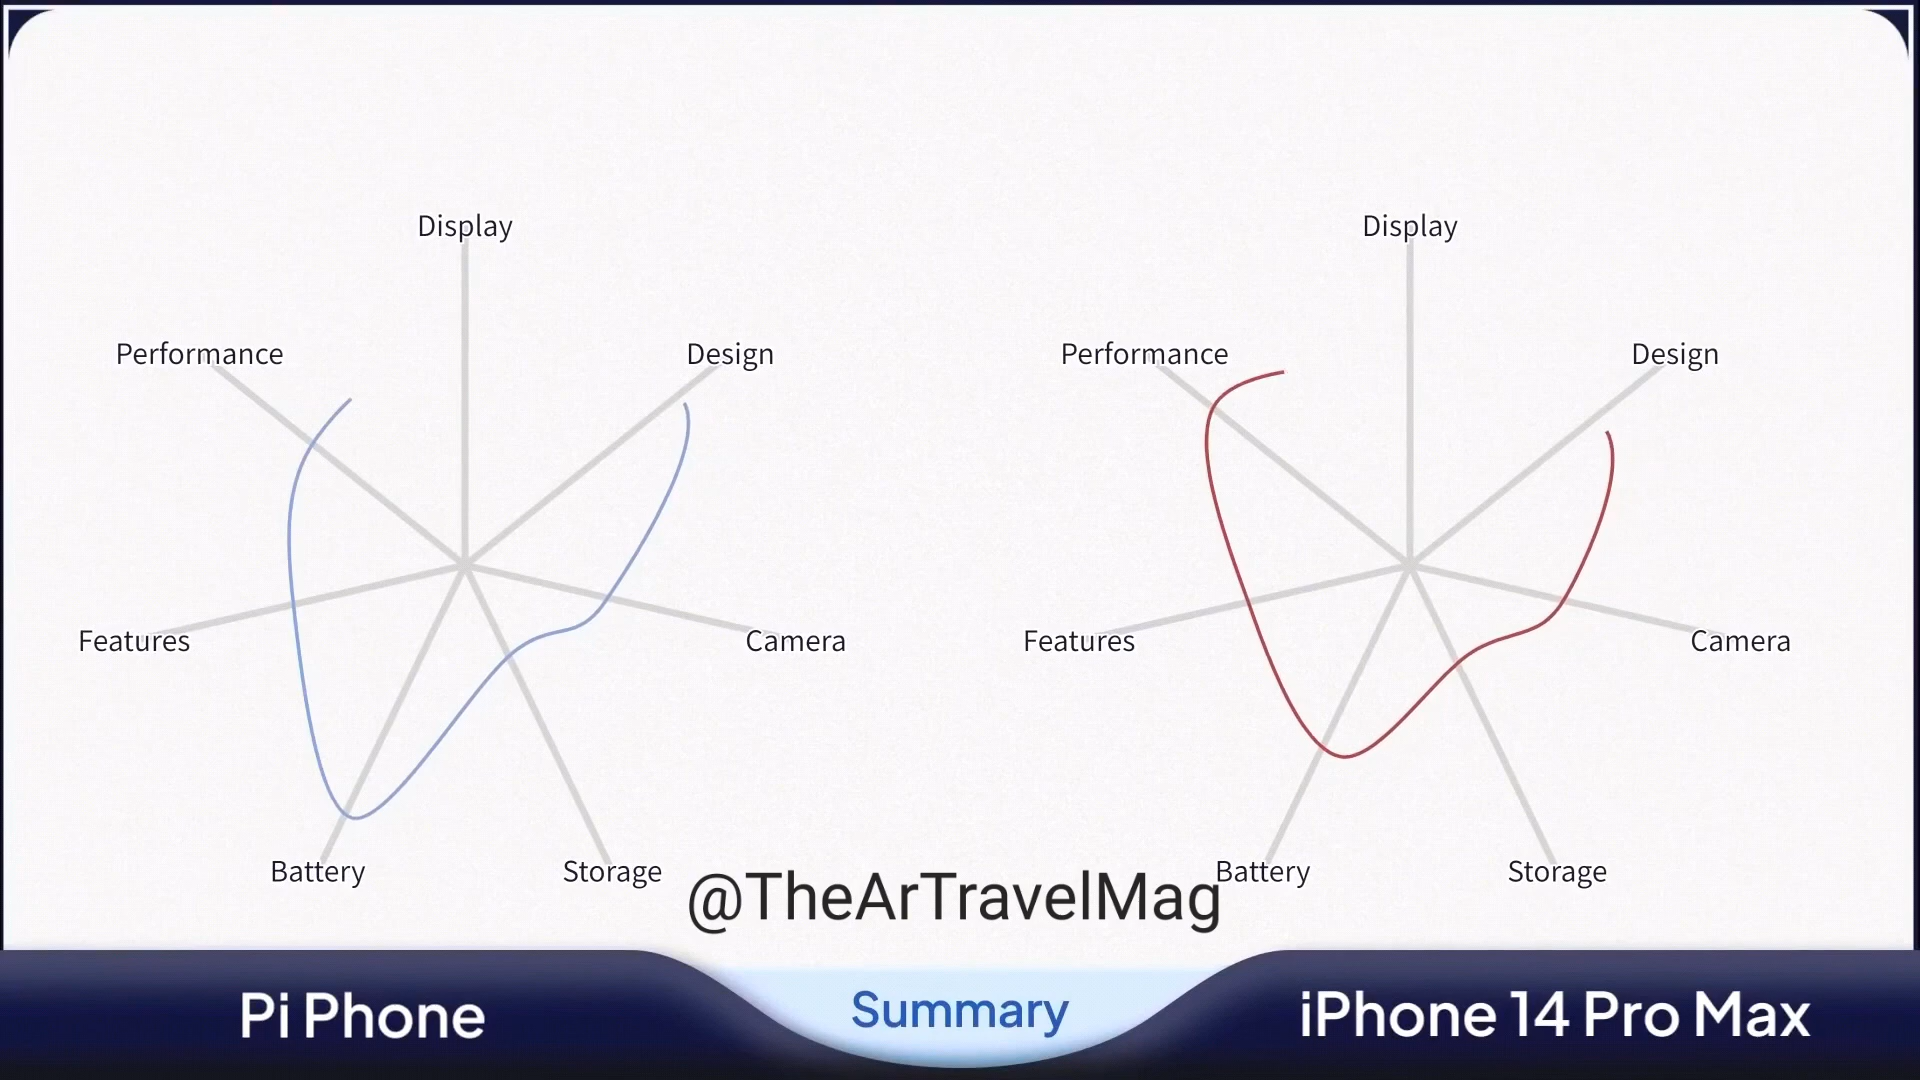 Display
Performance
Design
Features
Camera
Battery
Storage
Display
Performance
Design
Features
Camera
Battery
Storage
@TheArTravelMag
Pi Phone
Summary
iPhone 14 Pro Max